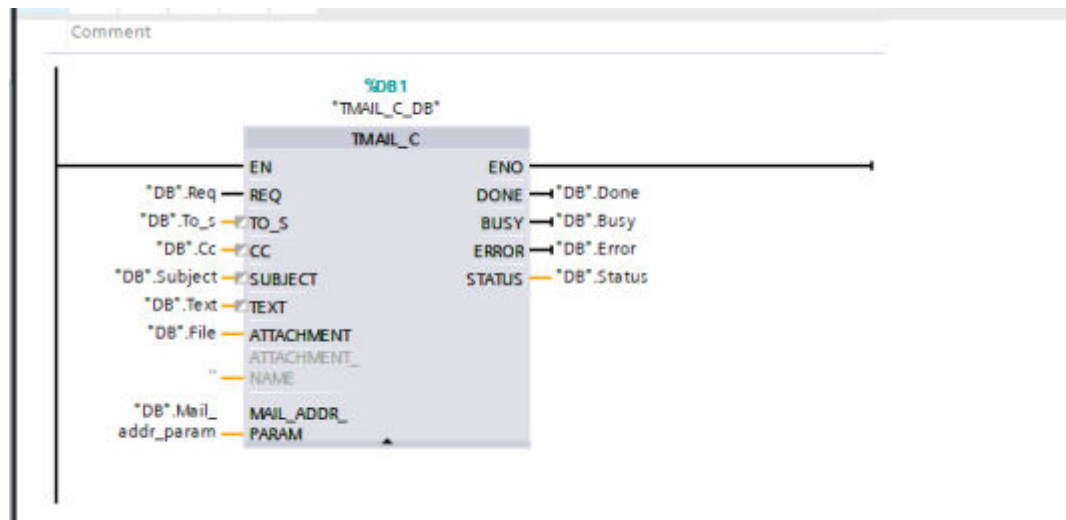 Comment
%DB1
"TMAIL_C_DB"
TMAIL_C
EN ENO
"DB".Req REQ DONE "DB".Done
"DB".To_s TO_S BUSY "DB".Busy
"DB".Cc CC ERROR "DB".Error
"DB".Subject SUBJECT STATUS "DB".Status
"DB".Text TEXT
"DB".File ATTACHMENT
ATTACHMENT_
'' NAME
"DB".Mail_ MAIL_ADDR_
addr_param PARAM